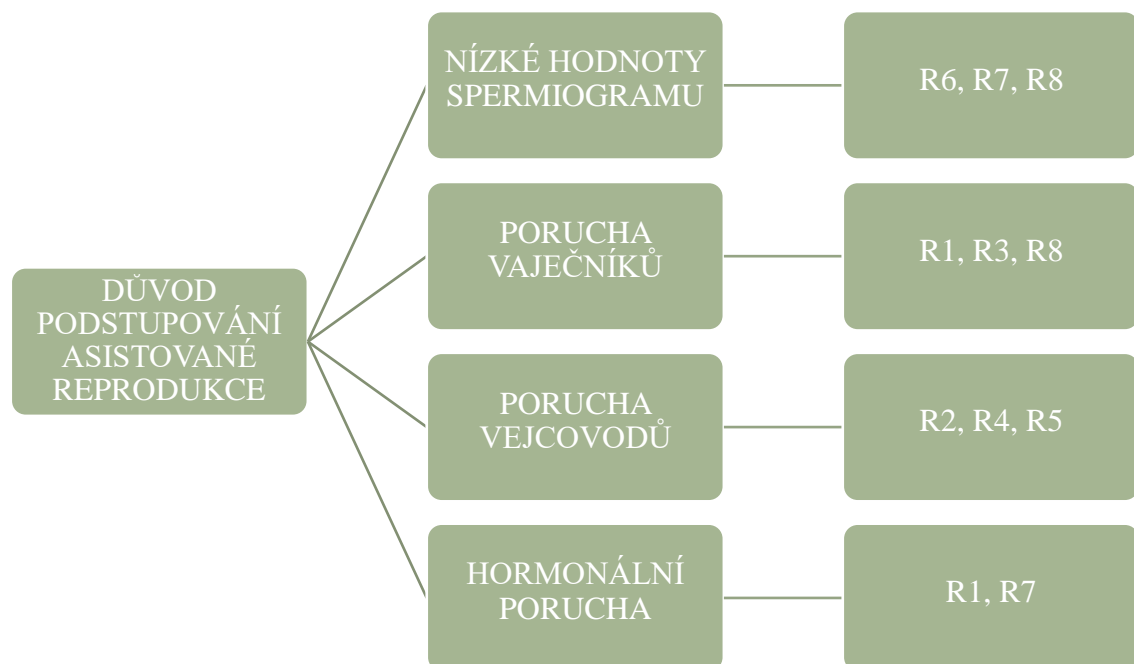 DŮVOD
PODSTUPOVÁNÍ
ASISTOVANÉ
REPRODUKCE
NÍZKÉ HODNOTY
SPERMIOGRAMU
R6, R7, R8
PORUCHA
VAJEČNÍKŮ
R1, R3, R8
PORUCHA
VEJCOVODŮ
R2, R4, R5
HORMONÁLNÍ
PORUCHA
R1, R7